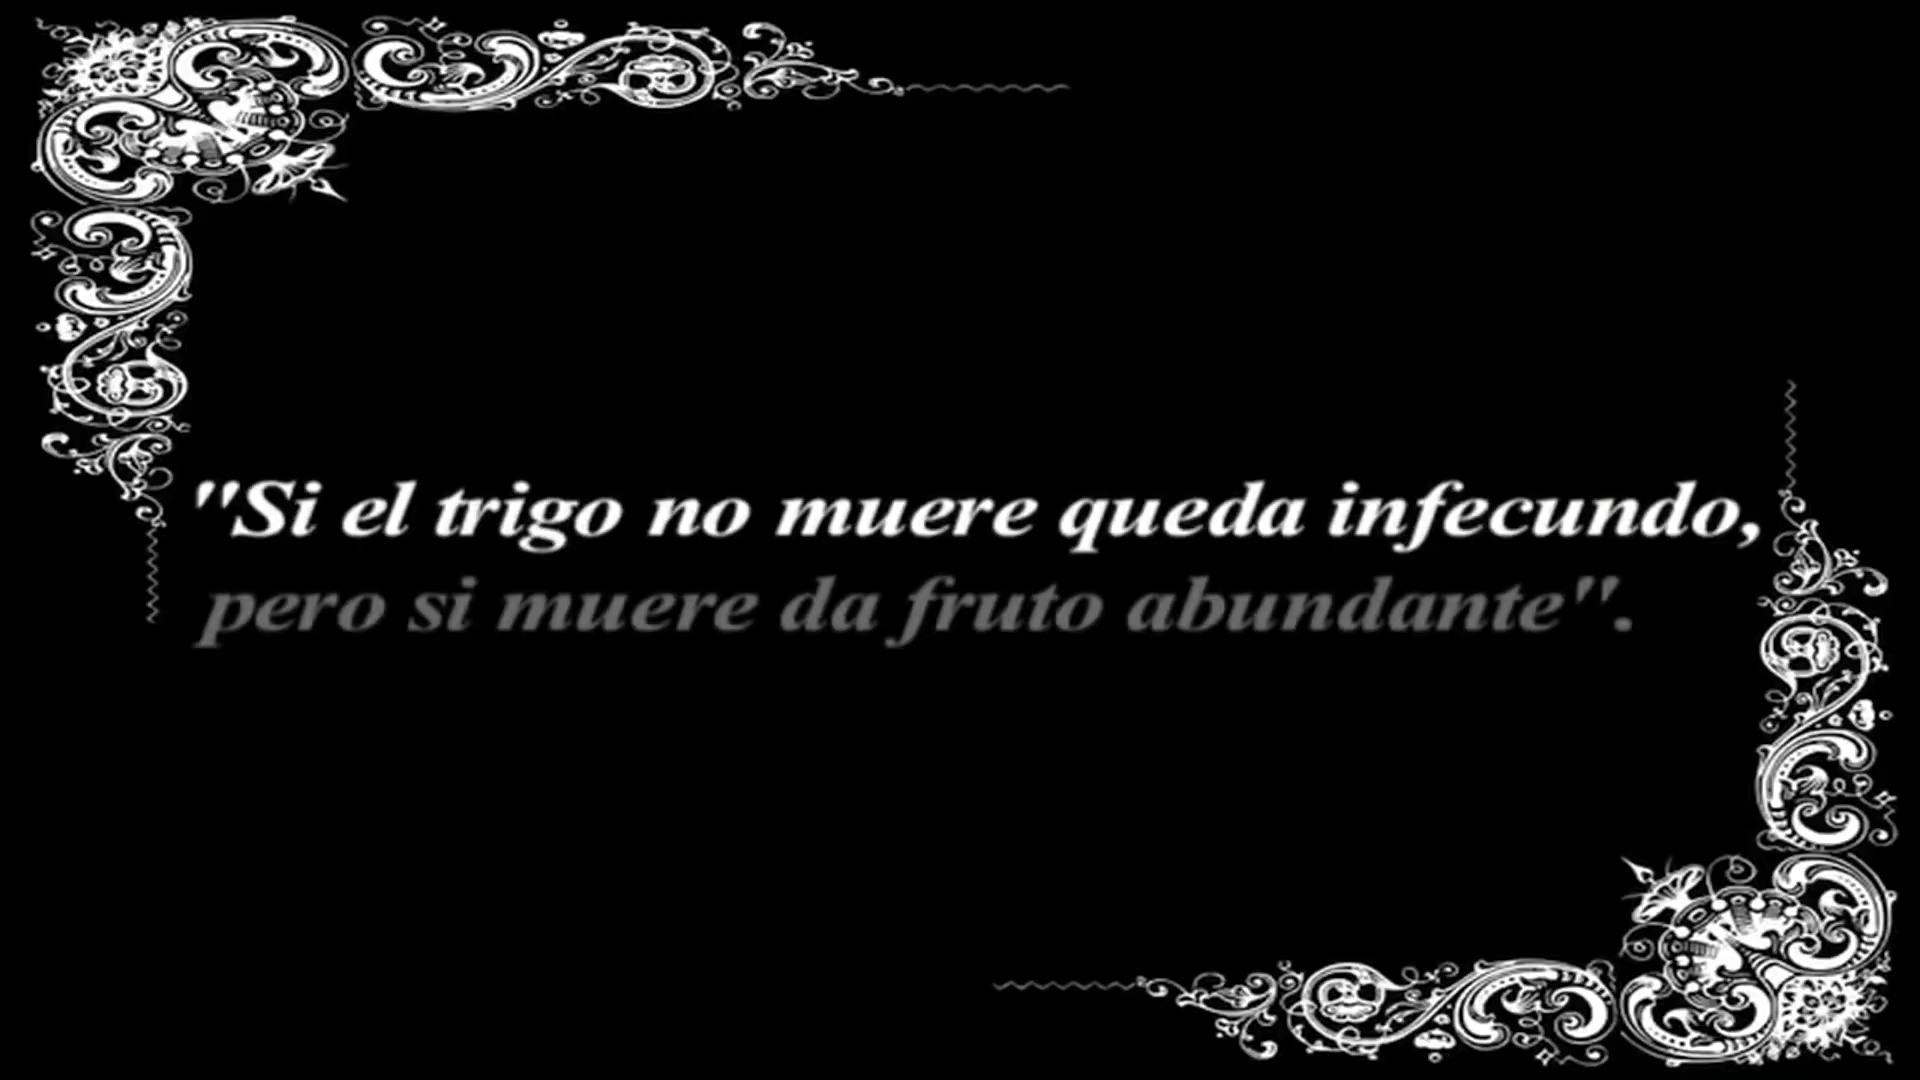 "Si el trigo no muere queda infecundo,
pero si muere da fruto abundante".